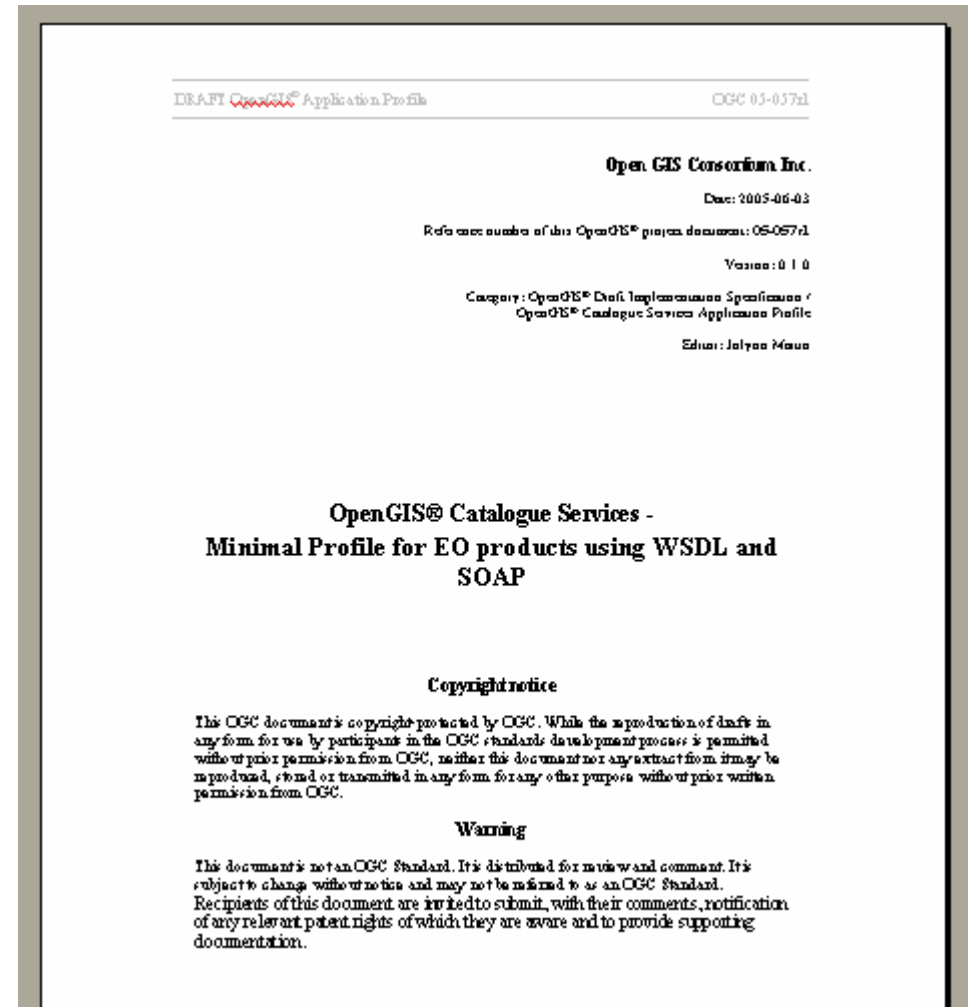 DRAFT OpenGIS® Application Profile OGC 05-057r1
Open GIS Consortium Inc.
Date: 2005-06-03
Reference number of this OpenGIS® project document: 05-057r1
Version: 0.1.0
Category: OpenGIS® Draft Implementation Specification /
OpenGIS® Catalogue Services Application Profile
Editor: Jolyon Martin
OpenGIS® Catalogue Services -
Minimal Profile for EO products using WSDL and
SOAP
Copyright notice
This OGC document is copyright-protected by OGC. While the reproduction of drafts in
any form for use by participants in the OGC standards development process is permitted
without prior permission from OGC, neither this document nor any extract from it may be
reproduced, stored or transmitted in any form for any other purpose without prior written
permission from OGC.
Warning
This document is not an OGC Standard. It is distributed for review and comment. It is
subject to change without notice and may not be referred to as an OGC Standard.
Recipients of this document are invited to submit, with their comments, notification
of any relevant patent rights of which they are aware and to provide supporting
documentation.